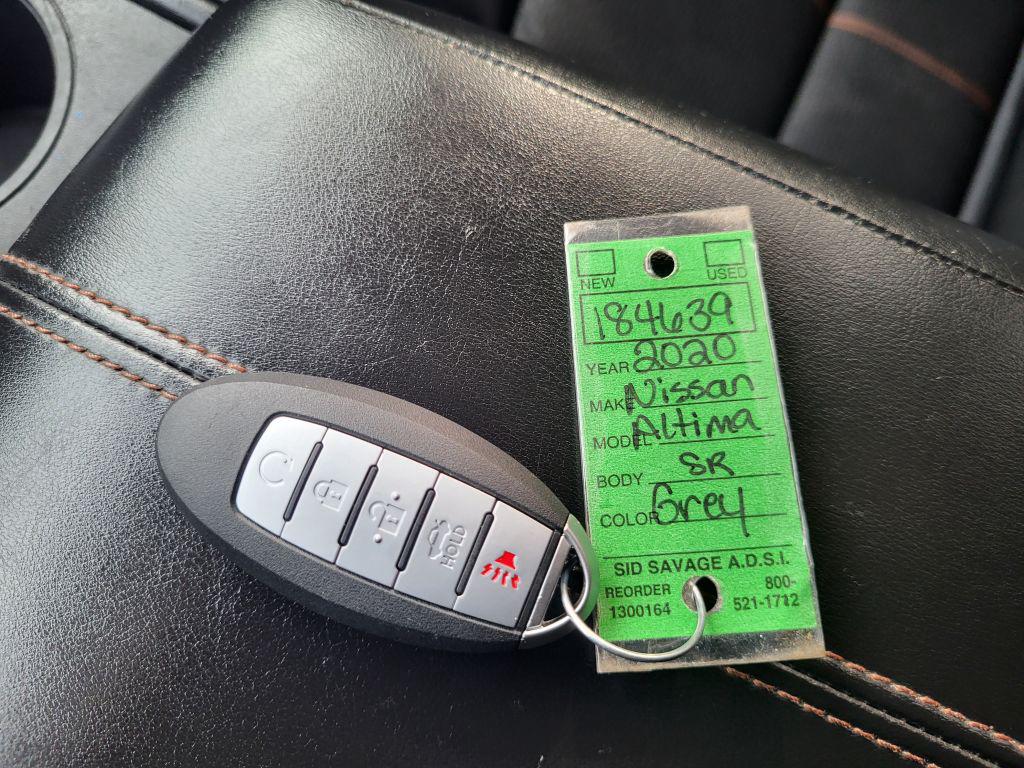 NEW USED
184639
YEAR 2020
MAKE Nissan
MODEL Altima
BODY SR
COLOR Grey
SID SAVAGE A.D.S.I.
REORDER 800-
1300164 521-1712
HOLD